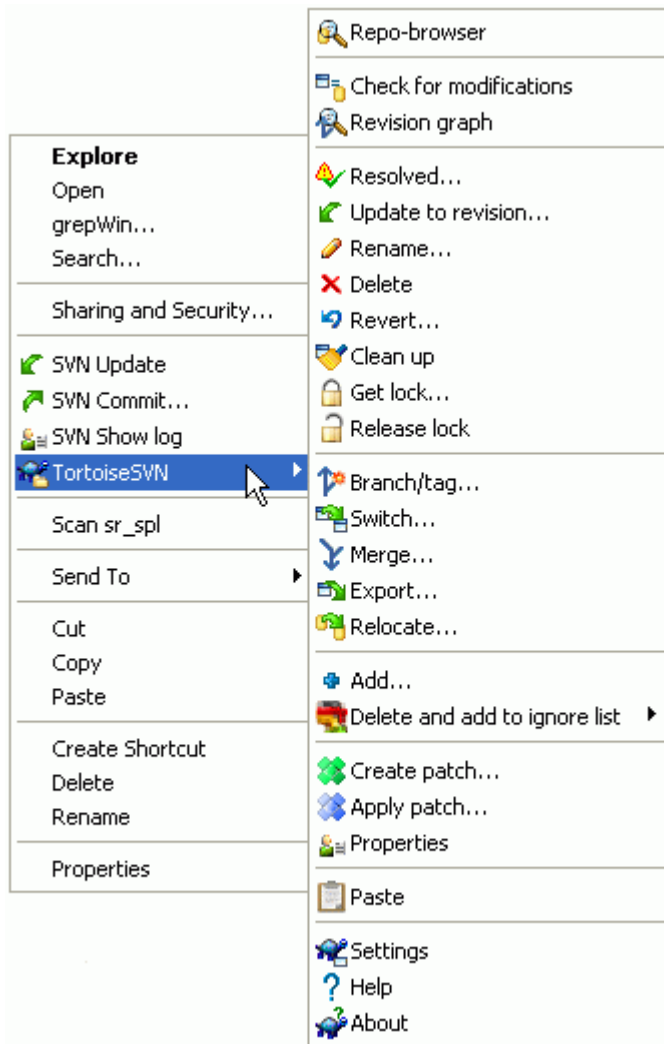 Explore
Open
grepWin...
Search...
Sharing and Security...
SVN Update
SVN Commit...
SVN Show log
TortoiseSVN
Scan sr_spl
Send To
Cut
Copy
Paste
Create Shortcut
Delete
Rename
Properties
Repo-browser
Check for modifications
Revision graph
Resolved...
Update to revision...
Rename...
Delete
Revert...
Clean up
Get lock...
Release lock
Branch/tag...
Switch...
Merge...
Export...
Relocate...
Add...
Delete and add to ignore list
Create patch...
Apply patch...
Properties
Paste
Settings
Help
About